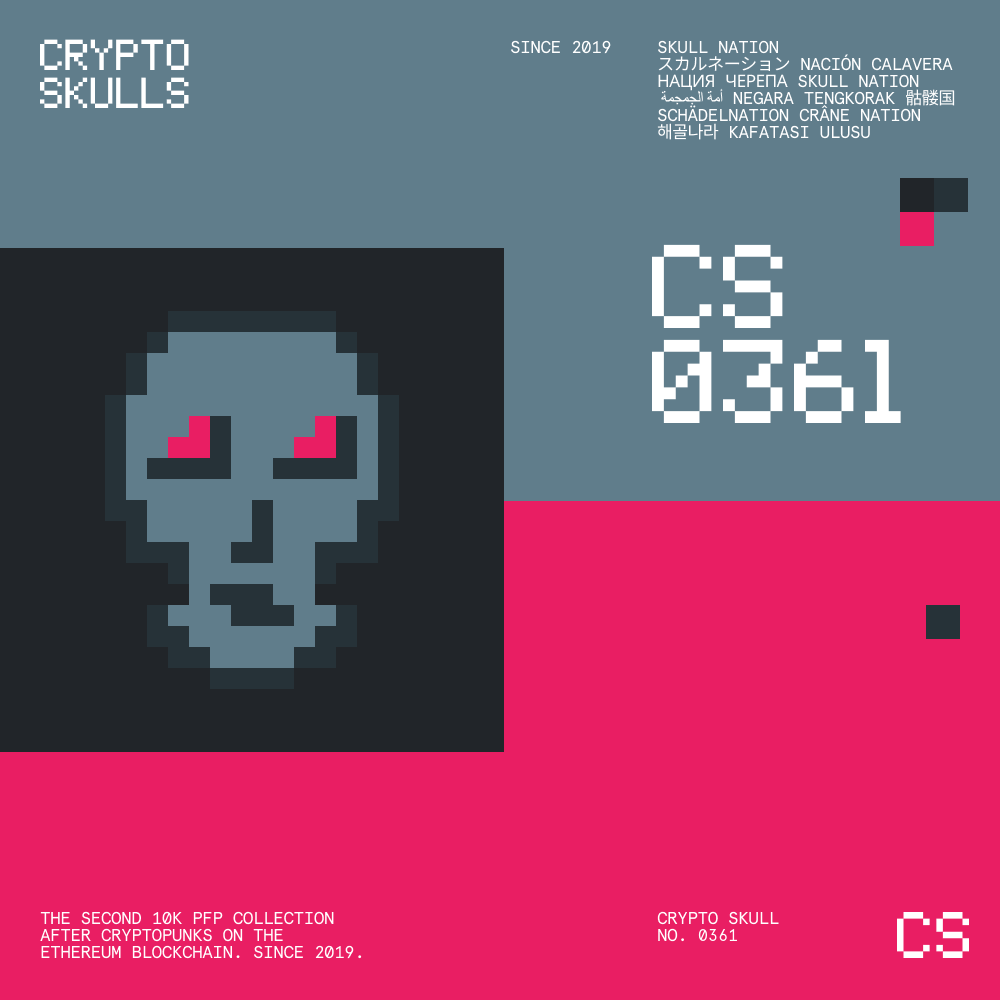 CRYPTO
SKULLS
SINCE 2019
SKULL NATION
スカルネーション NACIÓN CALAVERA
НАЦИЯ ЧЕРЕПА SKULL NATION
أمة الجمجمة NEGARA TENGKORAK 骷髅国
SCHÄDELNATION CRÂNE NATION
해골나라 KAFATASI ULUSU
CS
0361
THE SECOND 10K PFP COLLECTION
AFTER CRYPTOPUNKS ON THE
ETHEREUM BLOCKCHAIN. SINCE 2019.
CRYPTO SKULL
NO. 0361
CS